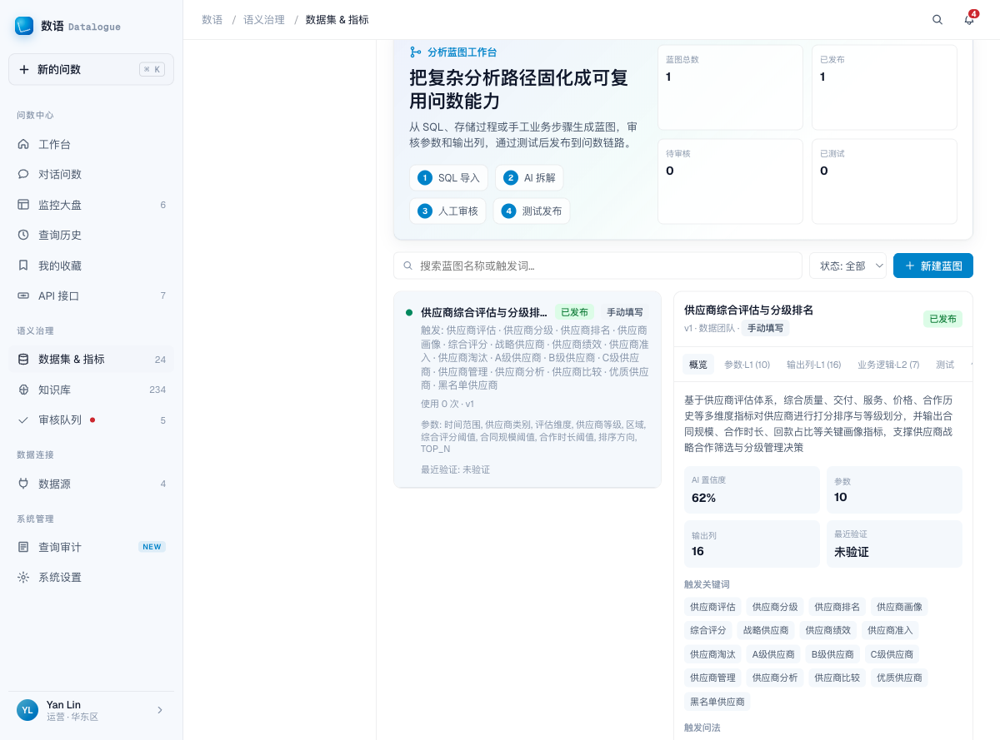 数语 Datalogue
新的问数
⌘ K
问数中心
工作台
对话问数
监控大盘 6
查询历史
我的收藏
API 接口 7
语义治理
数据集 & 指标 24
知识库 234
审核队列 5
数据连接
数据源 4
系统管理
查询审计 NEW
系统设置
YL
Yan Lin
运营 · 华东区
数语 / 语义治理 / 数据集 & 指标
4
分析蓝图工作台
把复杂分析路径固化成可复
用问数能力
从 SQL、存储过程或手工业务步骤生成蓝图，审
核参数和输出列，通过测试后发布到问数链路。
1 SQL 导入
2 AI 拆解
3 人工审核
4 测试发布
蓝图总数
1
已发布
1
待审核
0
已测试
0
搜索蓝图名称或触发词...
状态: 全部
新建蓝图
供应商综合评估与分级排... 已发布 手动填写
触发: 供应商评估 · 供应商分级 · 供应商排名 · 供应商
画像 · 综合评分 · 战略供应商 · 供应商绩效 · 供应商准
入 · 供应商淘汰 · A级供应商 · B级供应商 · C级供应
商 · 供应商管理 · 供应商分析 · 供应商比较 · 优质供应
商 · 黑名单供应商
使用 0 次 · v1
参数: 时间范围, 供应商类别, 评估维度, 供应商等级, 区域,
综合评分阈值, 合同规模阈值, 合作时长阈值, 排序方向,
TOP_N
最近验证: 未验证
供应商综合评估与分级排名
v1 · 数据团队 · 手动填写
已发布
概览 参数·L1 (10) 输出列·L1 (16) 业务逻辑·L2 (7) 测试
基于供应商评估体系，综合质量、交付、服务、价格、合作历
史等多维度指标对供应商进行打分排序与等级划分，并输出合
同规模、合作时长、回款占比等关键画像指标，支撑供应商战
略合作筛选与分级管理决策
AI 置信度
62%
参数
10
输出列
16
最近验证
未验证
触发关键词
供应商评估 供应商分级 供应商排名 供应商画像
综合评分 战略供应商 供应商绩效 供应商准入
供应商淘汰 A级供应商 B级供应商 C级供应商
供应商管理 供应商分析 供应商比较 优质供应商
黑名单供应商
触发问法